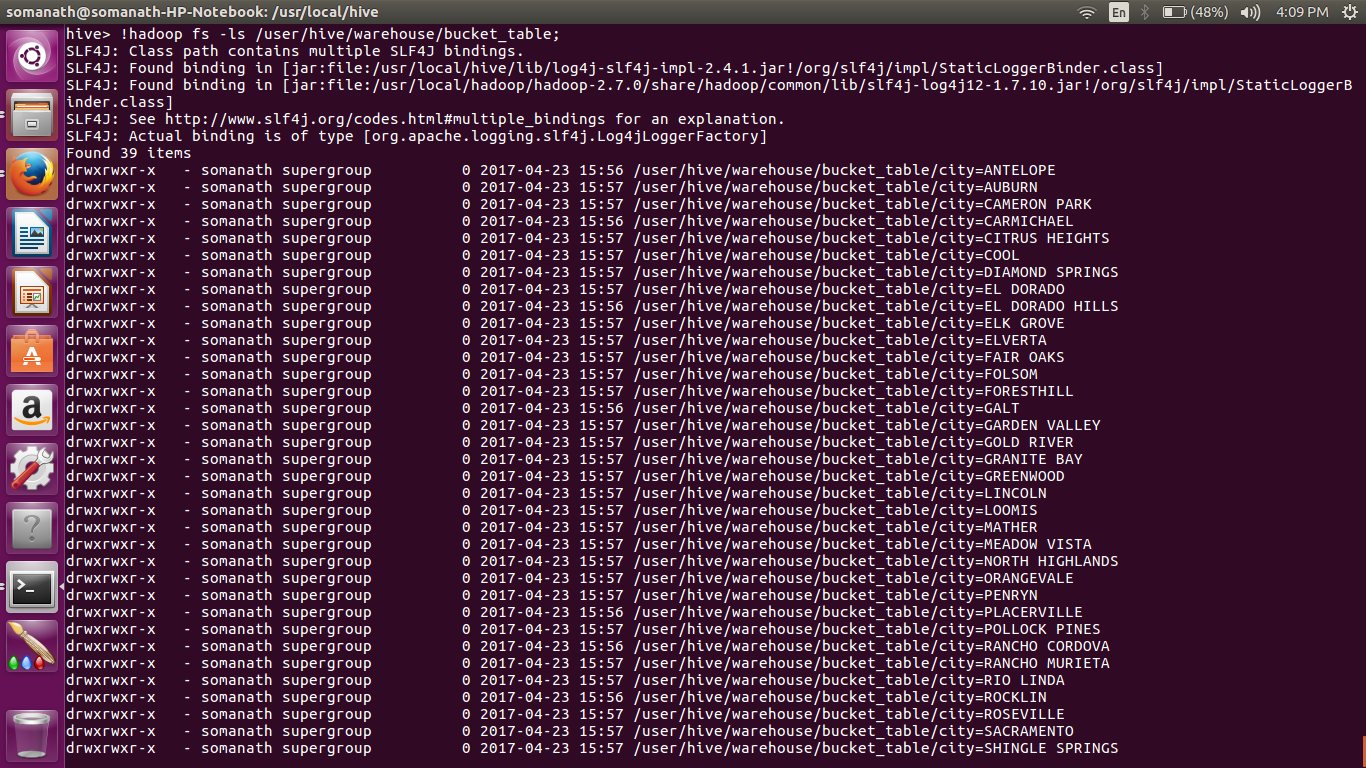 somanath@somanath-HP-Notebook: /usr/local/hive En (48%) 4:09 PM
hive> !hadoop fs -ls /user/hive/warehouse/bucket_table;
SLF4J: Class path contains multiple SLF4J bindings.
SLF4J: Found binding in [jar:file:/usr/local/hive/lib/log4j-slf4j-impl-2.4.1.jar!/org/slf4j/impl/StaticLoggerBinder.class]
SLF4J: Found binding in [jar:file:/usr/local/hadoop/hadoop-2.7.0/share/hadoop/common/lib/slf4j-log4j12-1.7.10.jar!/org/slf4j/impl/StaticLoggerB
inder.class]
SLF4J: See http://www.slf4j.org/codes.html#multiple_bindings for an explanation.
SLF4J: Actual binding is of type [org.apache.logging.slf4j.Log4jLoggerFactory]
Found 39 items
drwxrwxr-x   - somanath supergroup          0 2017-04-23 15:56 /user/hive/warehouse/bucket_table/city=ANTELOPE
drwxrwxr-x   - somanath supergroup          0 2017-04-23 15:57 /user/hive/warehouse/bucket_table/city=AUBURN
drwxrwxr-x   - somanath supergroup          0 2017-04-23 15:57 /user/hive/warehouse/bucket_table/city=CAMERON PARK
drwxrwxr-x   - somanath supergroup          0 2017-04-23 15:56 /user/hive/warehouse/bucket_table/city=CARMICHAEL
drwxrwxr-x   - somanath supergroup          0 2017-04-23 15:57 /user/hive/warehouse/bucket_table/city=CITRUS HEIGHTS
drwxrwxr-x   - somanath supergroup          0 2017-04-23 15:57 /user/hive/warehouse/bucket_table/city=COOL
drwxrwxr-x   - somanath supergroup          0 2017-04-23 15:57 /user/hive/warehouse/bucket_table/city=DIAMOND SPRINGS
drwxrwxr-x   - somanath supergroup          0 2017-04-23 15:57 /user/hive/warehouse/bucket_table/city=EL DORADO
drwxrwxr-x   - somanath supergroup          0 2017-04-23 15:56 /user/hive/warehouse/bucket_table/city=EL DORADO HILLS
drwxrwxr-x   - somanath supergroup          0 2017-04-23 15:57 /user/hive/warehouse/bucket_table/city=ELK GROVE
drwxrwxr-x   - somanath supergroup          0 2017-04-23 15:57 /user/hive/warehouse/bucket_table/city=ELVERTA
drwxrwxr-x   - somanath supergroup          0 2017-04-23 15:57 /user/hive/warehouse/bucket_table/city=FAIR OAKS
drwxrwxr-x   - somanath supergroup          0 2017-04-23 15:57 /user/hive/warehouse/bucket_table/city=FOLSOM
drwxrwxr-x   - somanath supergroup          0 2017-04-23 15:57 /user/hive/warehouse/bucket_table/city=FORESTHILL
drwxrwxr-x   - somanath supergroup          0 2017-04-23 15:56 /user/hive/warehouse/bucket_table/city=GALT
drwxrwxr-x   - somanath supergroup          0 2017-04-23 15:57 /user/hive/warehouse/bucket_table/city=GARDEN VALLEY
drwxrwxr-x   - somanath supergroup          0 2017-04-23 15:57 /user/hive/warehouse/bucket_table/city=GOLD RIVER
drwxrwxr-x   - somanath supergroup          0 2017-04-23 15:57 /user/hive/warehouse/bucket_table/city=GRANITE BAY
drwxrwxr-x   - somanath supergroup          0 2017-04-23 15:57 /user/hive/warehouse/bucket_table/city=GREENWOOD
drwxrwxr-x   - somanath supergroup          0 2017-04-23 15:57 /user/hive/warehouse/bucket_table/city=LINCOLN
drwxrwxr-x   - somanath supergroup          0 2017-04-23 15:57 /user/hive/warehouse/bucket_table/city=LOOMIS
drwxrwxr-x   - somanath supergroup          0 2017-04-23 15:57 /user/hive/warehouse/bucket_table/city=MATHER
drwxrwxr-x   - somanath supergroup          0 2017-04-23 15:57 /user/hive/warehouse/bucket_table/city=MEADOW VISTA
drwxrwxr-x   - somanath supergroup          0 2017-04-23 15:57 /user/hive/warehouse/bucket_table/city=NORTH HIGHLANDS
drwxrwxr-x   - somanath supergroup          0 2017-04-23 15:57 /user/hive/warehouse/bucket_table/city=ORANGEVALE
drwxrwxr-x   - somanath supergroup          0 2017-04-23 15:57 /user/hive/warehouse/bucket_table/city=PENRYN
drwxrwxr-x   - somanath supergroup          0 2017-04-23 15:56 /user/hive/warehouse/bucket_table/city=PLACERVILLE
drwxrwxr-x   - somanath supergroup          0 2017-04-23 15:57 /user/hive/warehouse/bucket_table/city=POLLOCK PINES
drwxrwxr-x   - somanath supergroup          0 2017-04-23 15:56 /user/hive/warehouse/bucket_table/city=RANCHO CORDOVA
drwxrwxr-x   - somanath supergroup          0 2017-04-23 15:57 /user/hive/warehouse/bucket_table/city=RANCHO MURIETA
drwxrwxr-x   - somanath supergroup          0 2017-04-23 15:57 /user/hive/warehouse/bucket_table/city=RIO LINDA
drwxrwxr-x   - somanath supergroup          0 2017-04-23 15:56 /user/hive/warehouse/bucket_table/city=ROCKLIN
drwxrwxr-x   - somanath supergroup          0 2017-04-23 15:57 /user/hive/warehouse/bucket_table/city=ROSEVILLE
drwxrwxr-x   - somanath supergroup          0 2017-04-23 15:57 /user/hive/warehouse/bucket_table/city=SACRAMENTO
drwxrwxr-x   - somanath supergroup          0 2017-04-23 15:57 /user/hive/warehouse/bucket_table/city=SHINGLE SPRINGS